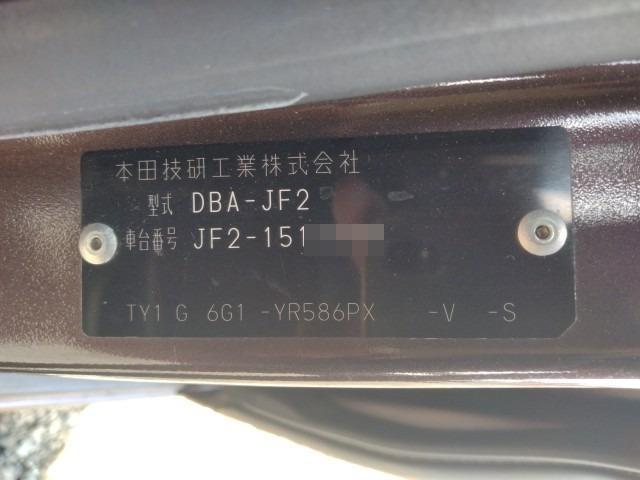 本田技研工業株式会社
型式 DBA-JF2
車台番号 JF2-151
TY1 G 6G1 -YR586PX -V -S